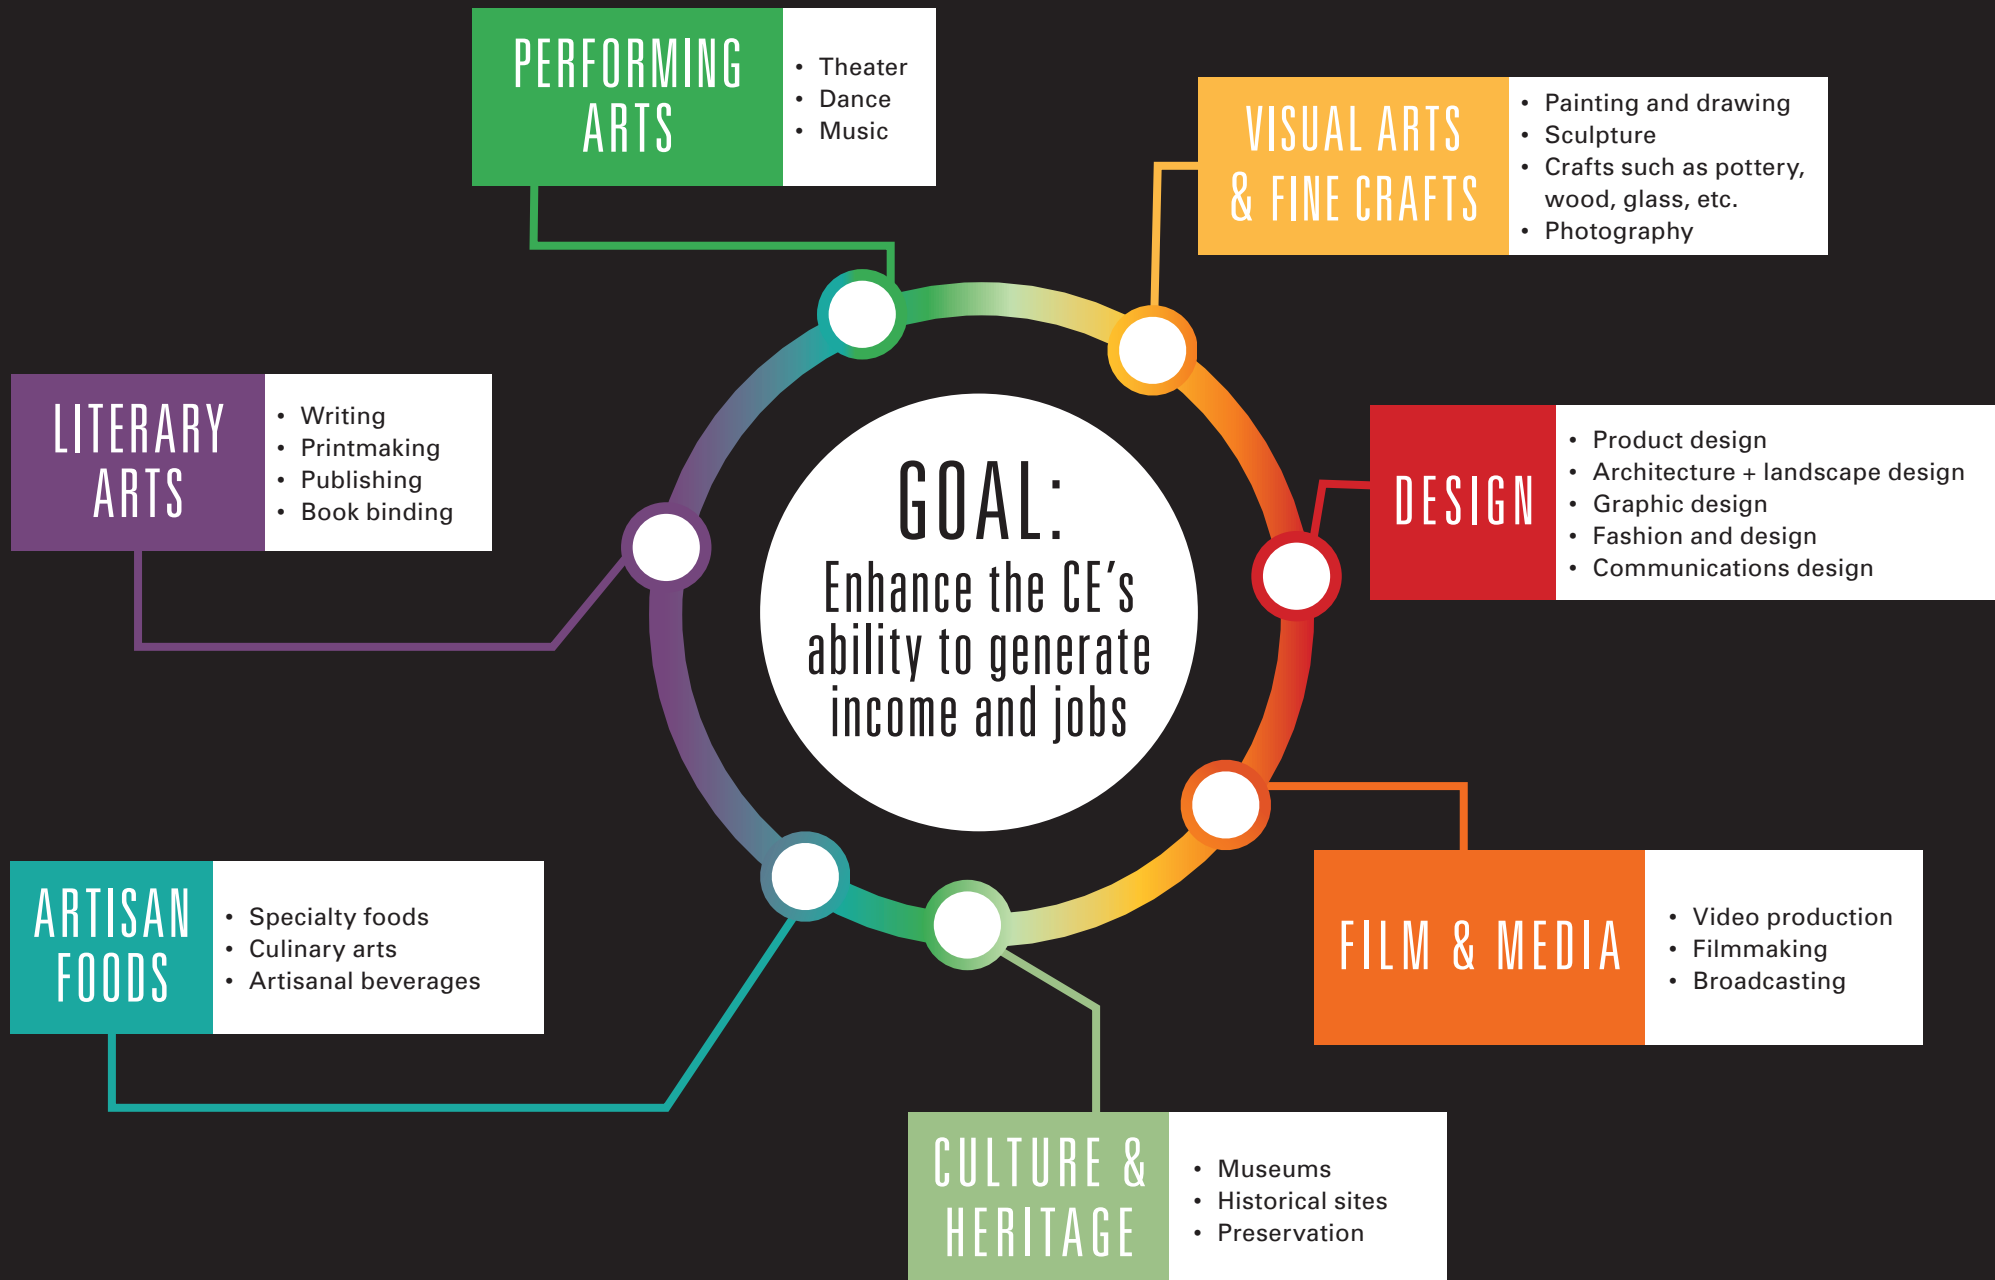 PERFORMING
ARTS
• Theater
• Dance
• Music
VISUAL ARTS
& FINE CRAFTS
• Painting and drawing
• Sculpture
• Crafts such as pottery,
wood, glass, etc.
• Photography
LITERARY
ARTS
• Writing
• Printmaking
• Publishing
• Book binding
GOAL:
Enhance the CE's
ability to generate
income and jobs
DESIGN
• Product design
• Architecture + landscape design
• Graphic design
• Fashion and design
• Communications design
ARTISAN
FOODS
• Specialty foods
• Culinary arts
• Artisanal beverages
FILM & MEDIA
• Video production
• Filmmaking
• Broadcasting
CULTURE &
HERITAGE
• Museums
• Historical sites
• Preservation